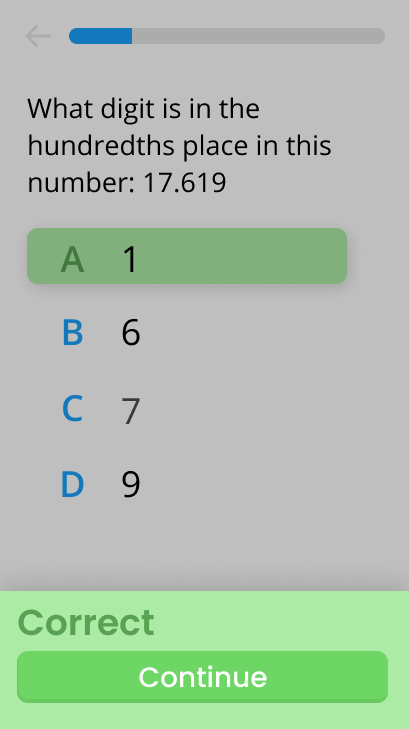 What digit is in the
hundredths place in this
number: 17.619
A 1
B 6
C 7
D 9
Correct
Continue